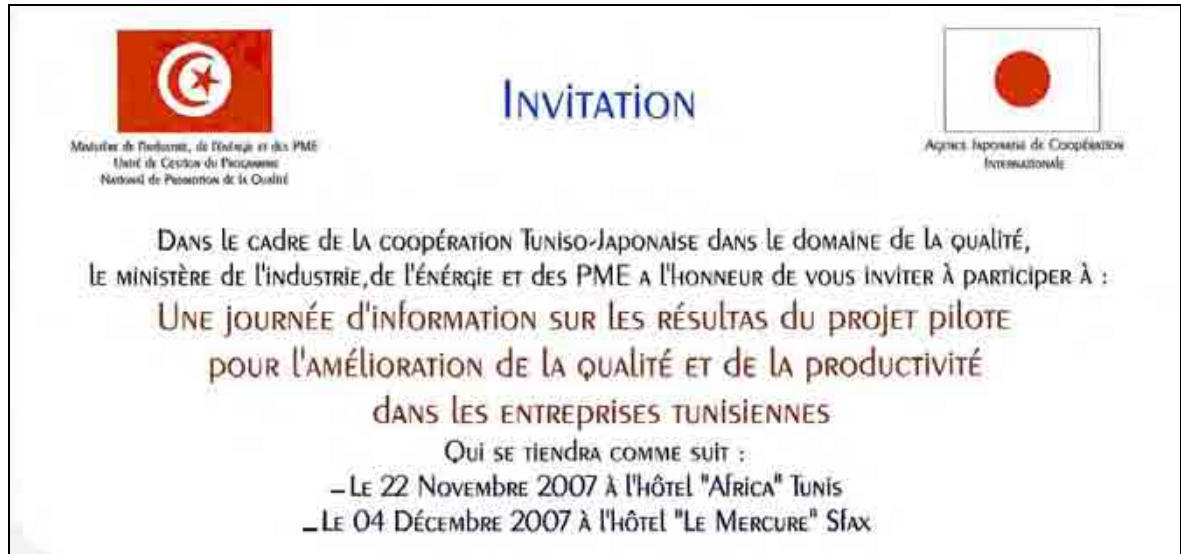 INVITATION
Ministère de l'Industrie, de l'Énergie et des PME
Unité de Gestion du Programme
National de Promotion de la Qualité
Agence Japonaise de Coopération
Internationale
Dans le cadre de la coopération Tuniso-Japonaise dans le domaine de la qualité,
le ministère de l'industrie, de l'énérgie et des PME a l'honneur de vous inviter à participer à :
Une journée d'information sur les résultas du projet pilote
pour l'amélioration de la qualité et de la productivité
dans les entreprises tunisiennes
Qui se tiendra comme suit :
– Le 22 Novembre 2007 à l'hôtel "Africa" Tunis
– Le 04 Décembre 2007 à l'hôtel "Le Mercure" Sfax